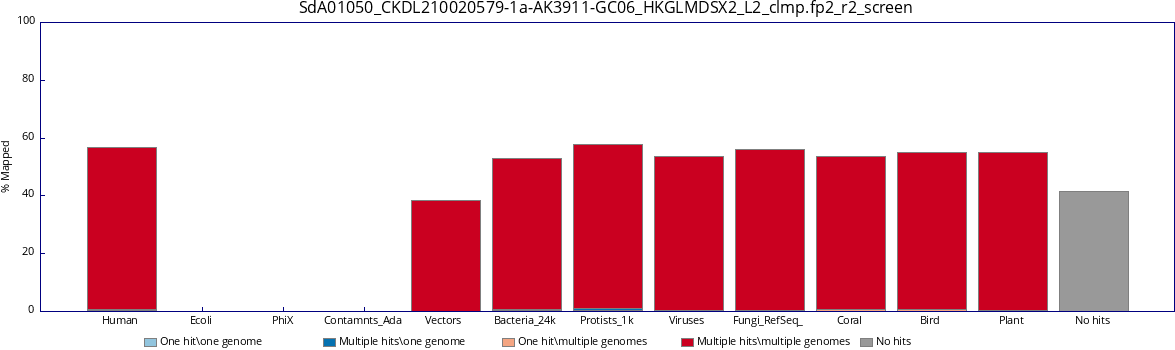 SdA01050_CKDL210020579-1a-AK3911-GC06_HKGLMDSX2_L2_clmp.fp2_r2_screen
100
80
60
40
20
0
% Mapped
Human Ecoli PhiX Contamnts_Ada Vectors Bacteria_24k Protists_1k Viruses Fungi_RefSeq_ Coral Bird Plant No hits
One hit\one genome Multiple hits\one genome One hit\multiple genomes Multiple hits\multiple genomes No hits